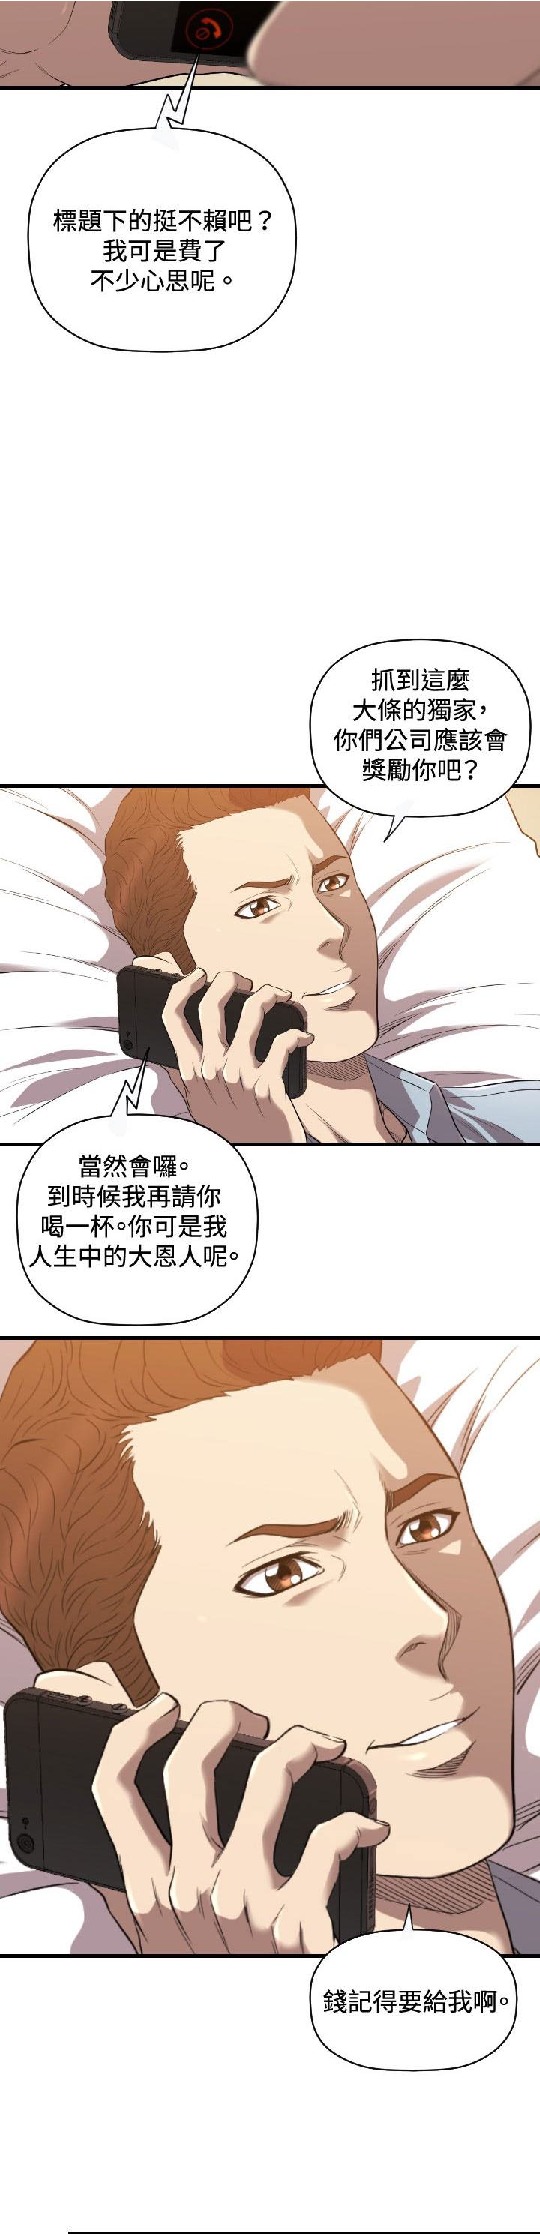 標題下的挺不賴吧？
我可是費了
不少心思呢。
抓到這麼
大條的獨家，
你們公司應該會
獎勵你吧？
當然會囉。
到時候我再請你
喝一杯。你可是我
人生中的大恩人呢。
錢記得要給我啊。